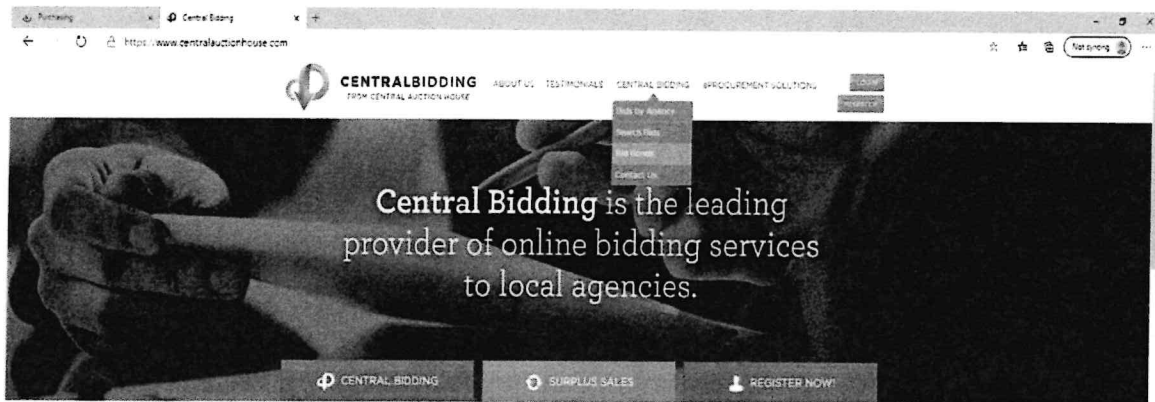 Purchasing
Central Bidding
https://www.centralauctionhouse.com
Not syncing
CENTRALBIDDING
FROM CENTRAL AUCTION HOUSE
ABOUT US TESTIMONIALS CENTRAL BIDDING EPROCUREMENT SOLUTIONS
LOGIN
REGISTER
Bids by Agency
Search Bids
Bid Bonds
Contact Us
Central Bidding is the leading
provider of online bidding services
to local agencies.
CENTRAL BIDDING SURPLUS SALES REGISTER NOW!